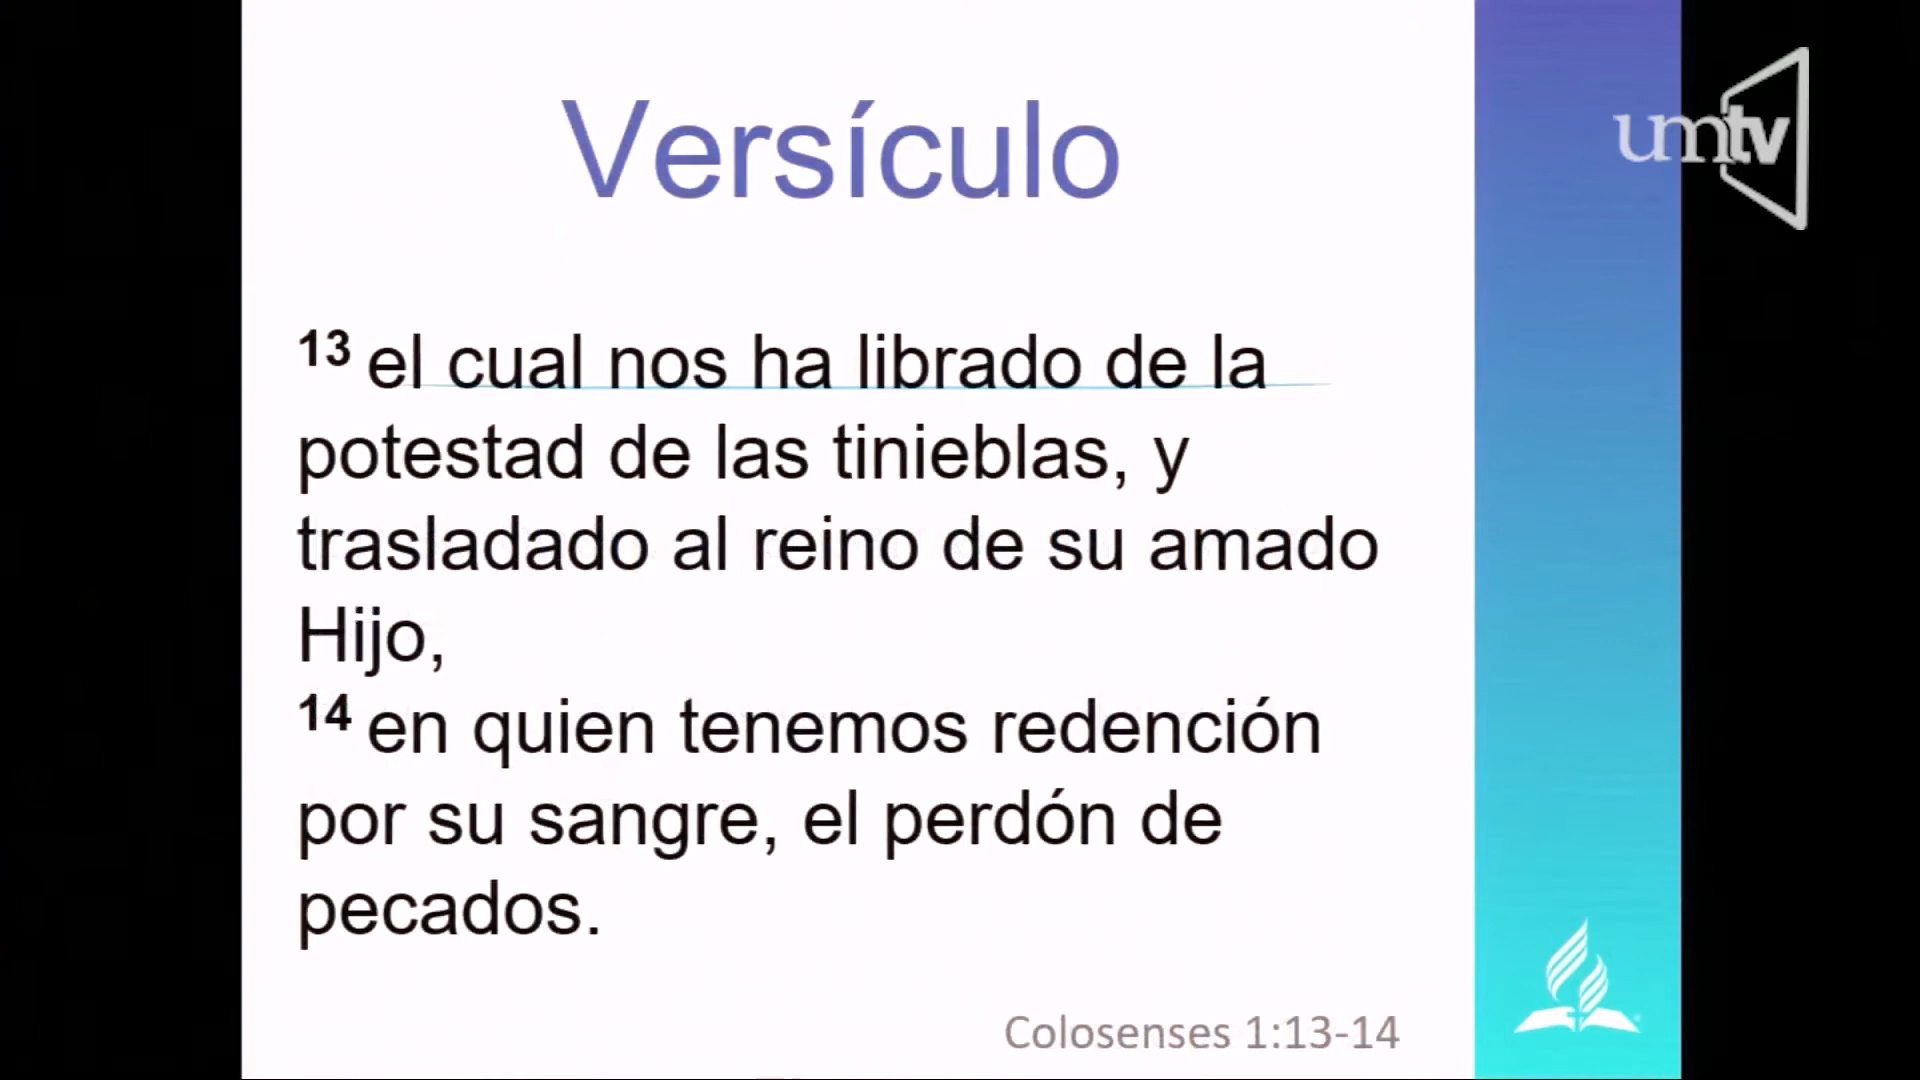 Versículo
umtv
13 el cual nos ha librado de la
potestad de las tinieblas, y
trasladado al reino de su amado
Hijo,
14 en quien tenemos redención
por su sangre, el perdón de
pecados.
Colosenses 1:13-14